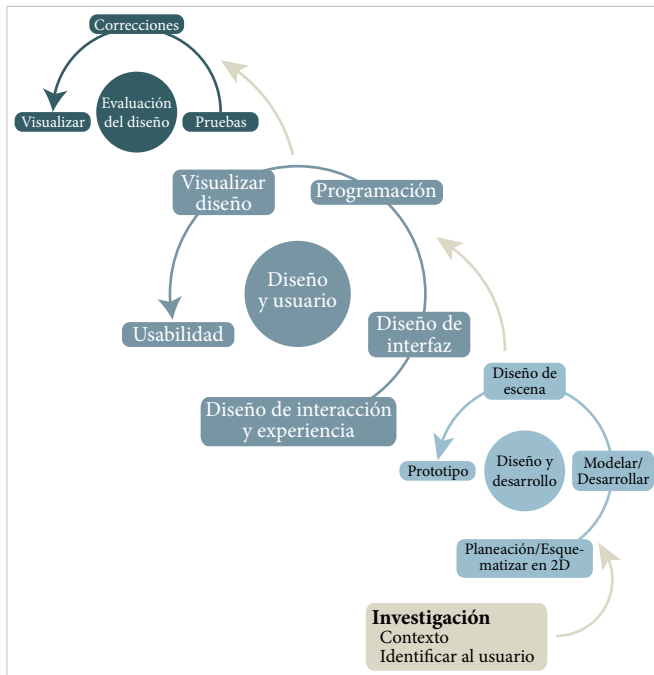 Correcciones
Evaluación
del diseño
Visualizar
Pruebas
Visualizar
diseño
Programación
Diseño
y usuario
Usabilidad
Diseño de
interfaz
Diseño de interacción
y experiencia
Diseño de
escena
Prototipo
Diseño y
desarrollo
Modelar/
Desarrollar
Planeación/Esque-
matizar en 2D
Investigación
Contexto
Identificar al usuario